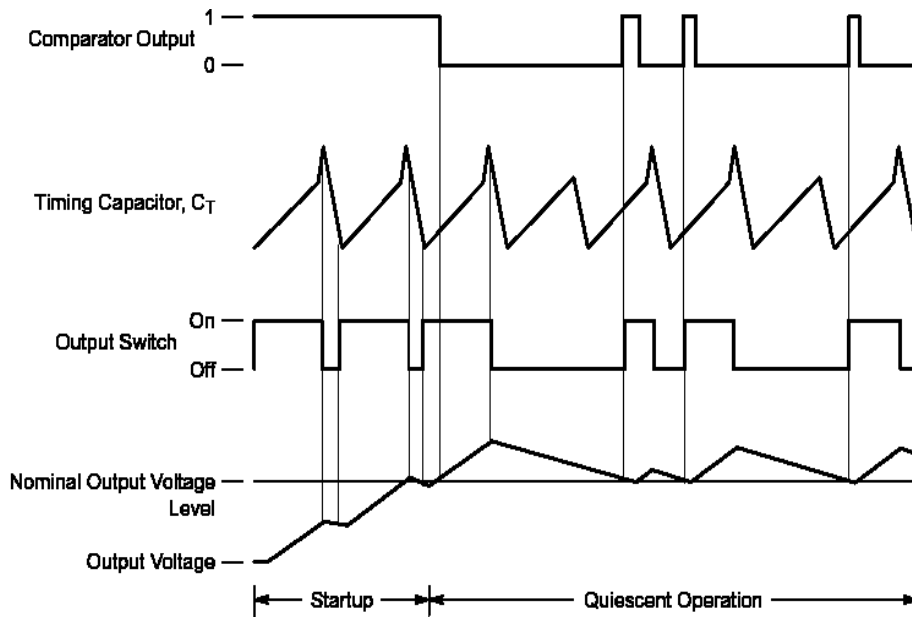 1
Comparator Output
0
Timing Capacitor, CT
On
Output Switch
Off
Nominal Output Voltage
Level
Output Voltage
Startup
Quiescent Operation